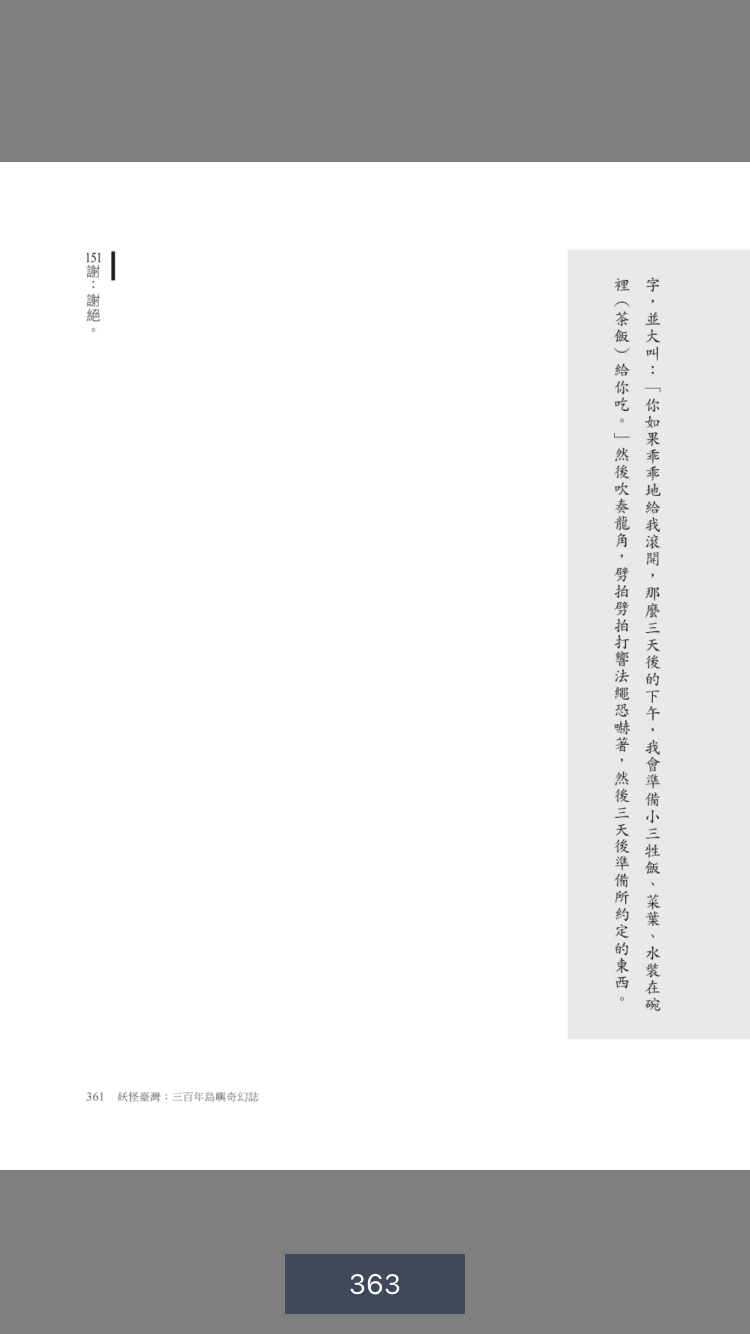 字，並大叫：「你如果乖乖地給我滾開，那麼三天後的下午，我會準備小三牲飯、菜葉、水裝在碗
裡（茶飯）給你吃。」然後吹奏龍角，劈拍劈拍打響法繩恐嚇著，然後三天後準備所約定的東西。
151謝：謝絕。
361 妖怪臺灣：三百年島嶼奇幻誌
363